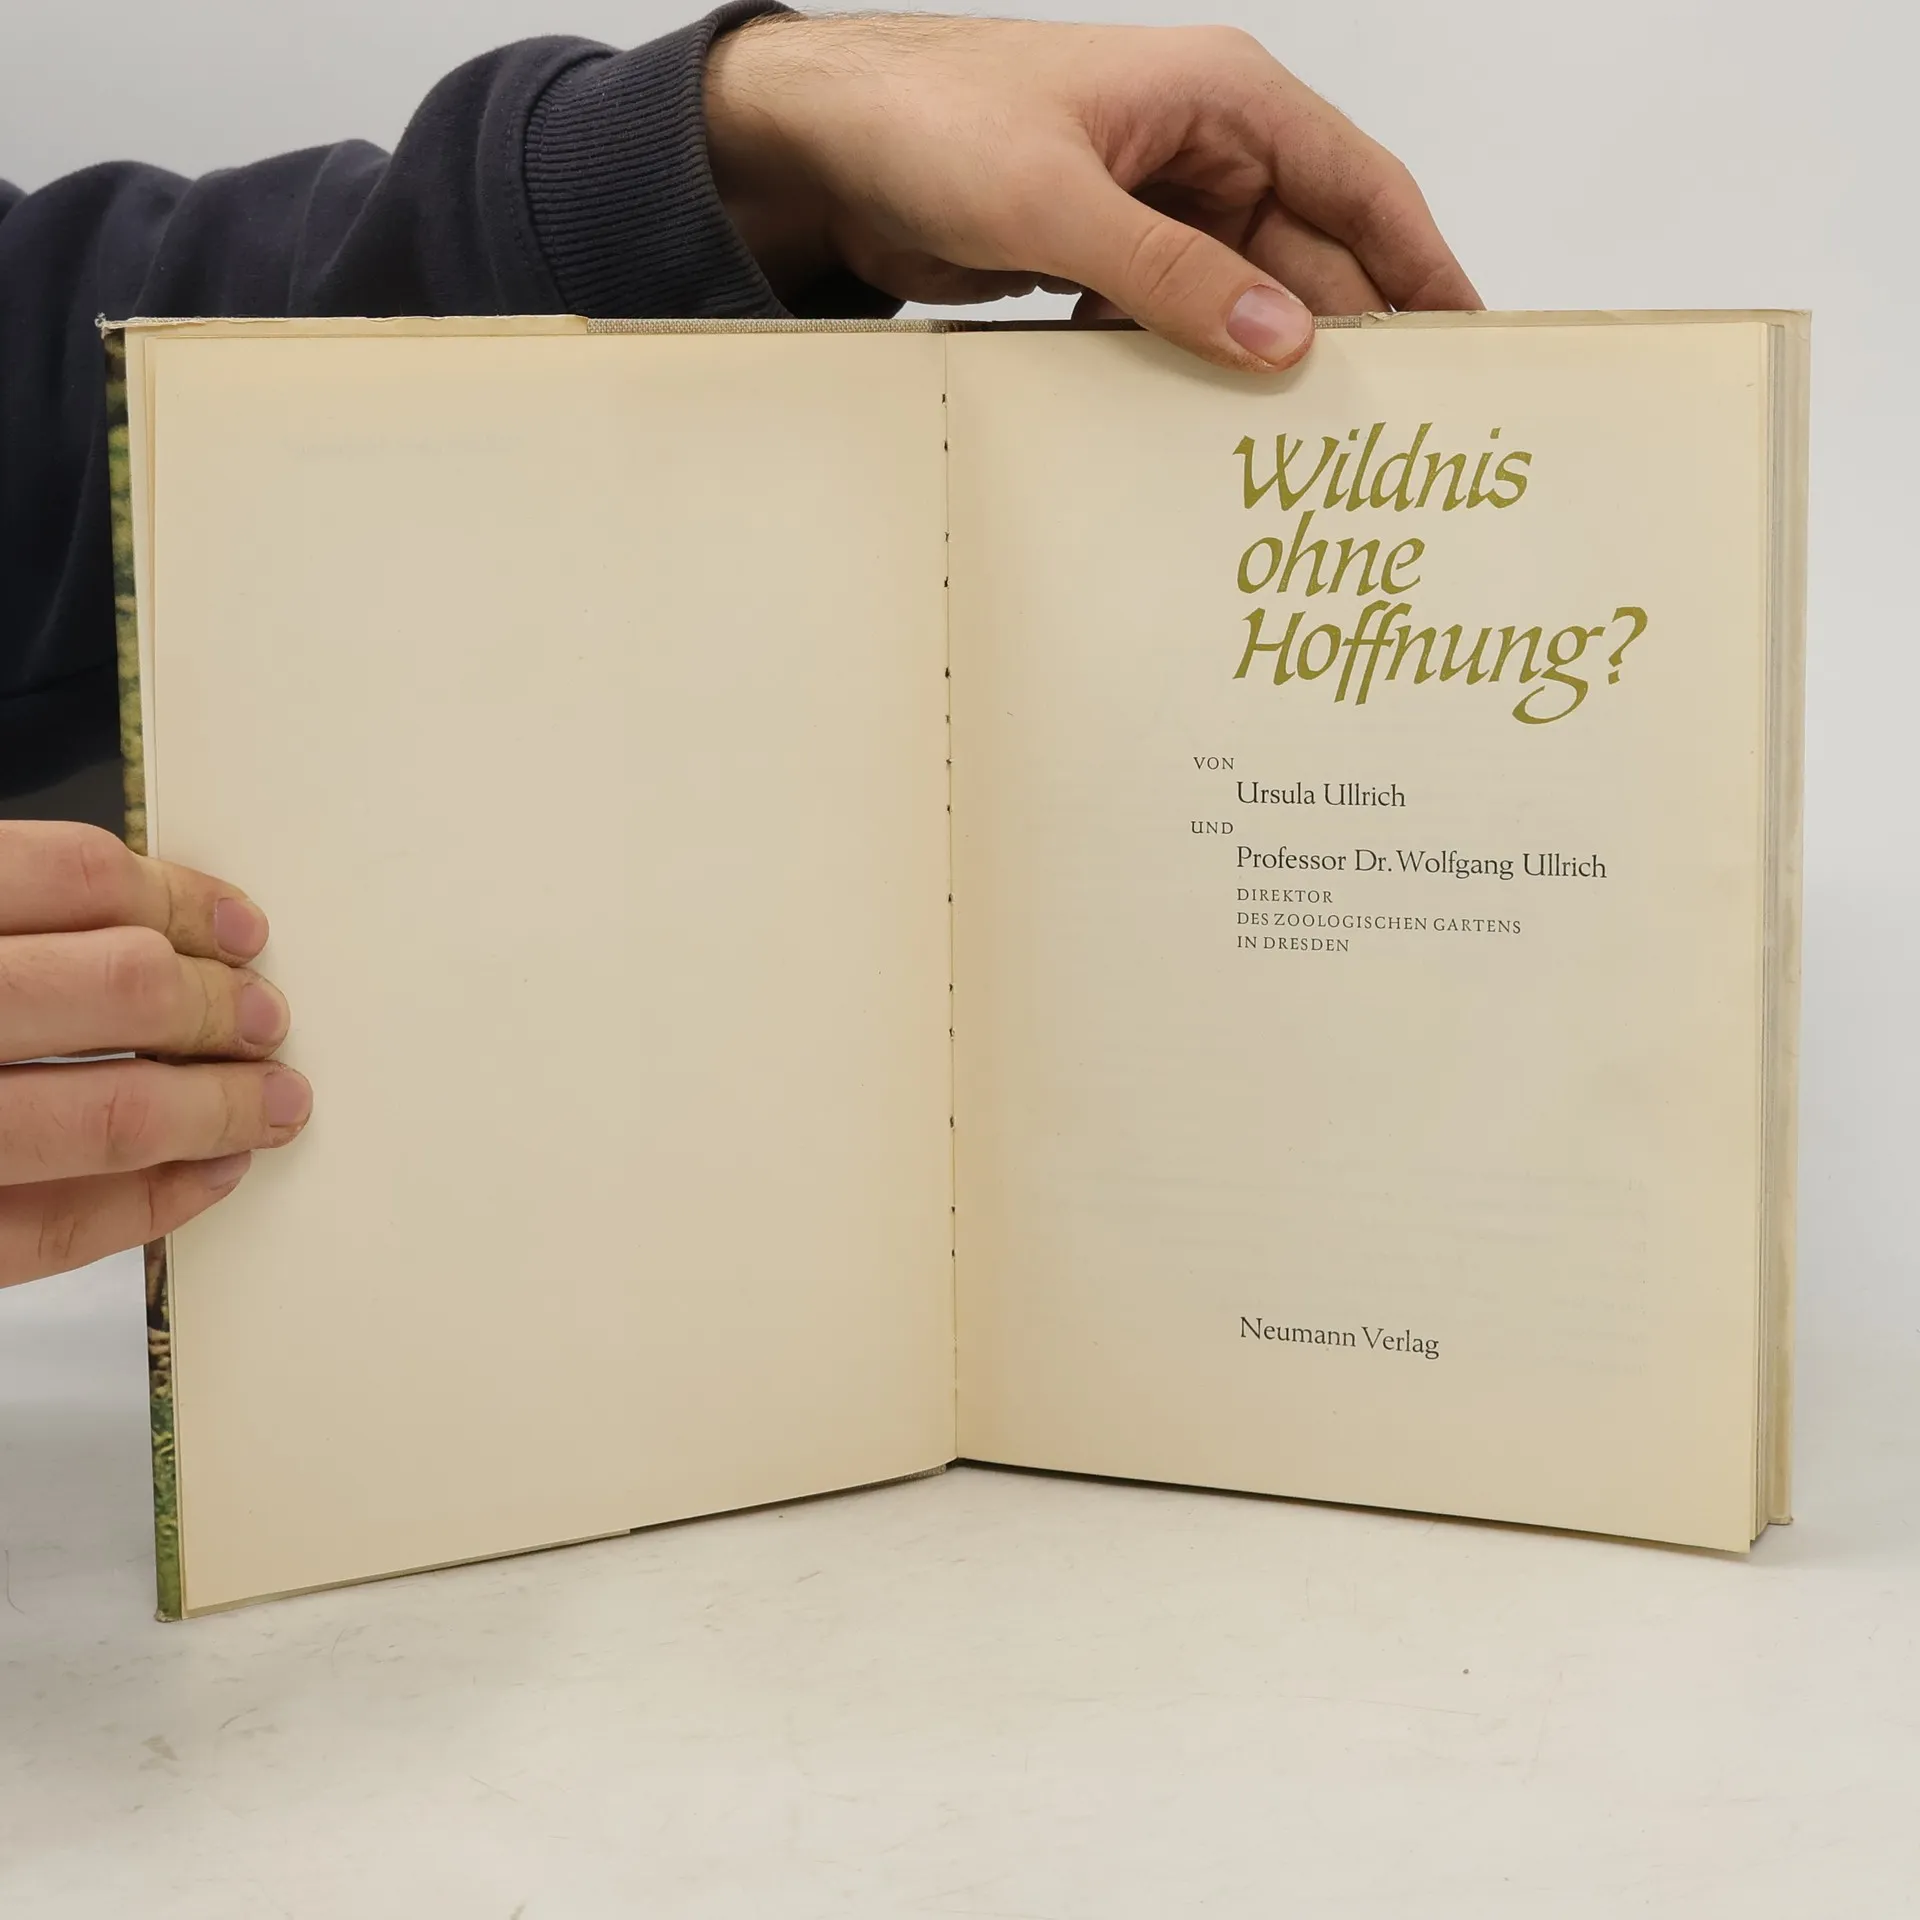 Wildnis
ohne
Hoffnung?
VON
Ursula Ullrich
UND
Professor Dr. Wolfgang Ullrich
DIREKTOR
DES ZOOLOGISCHEN GARTENS
IN DRESDEN
Neumann Verlag